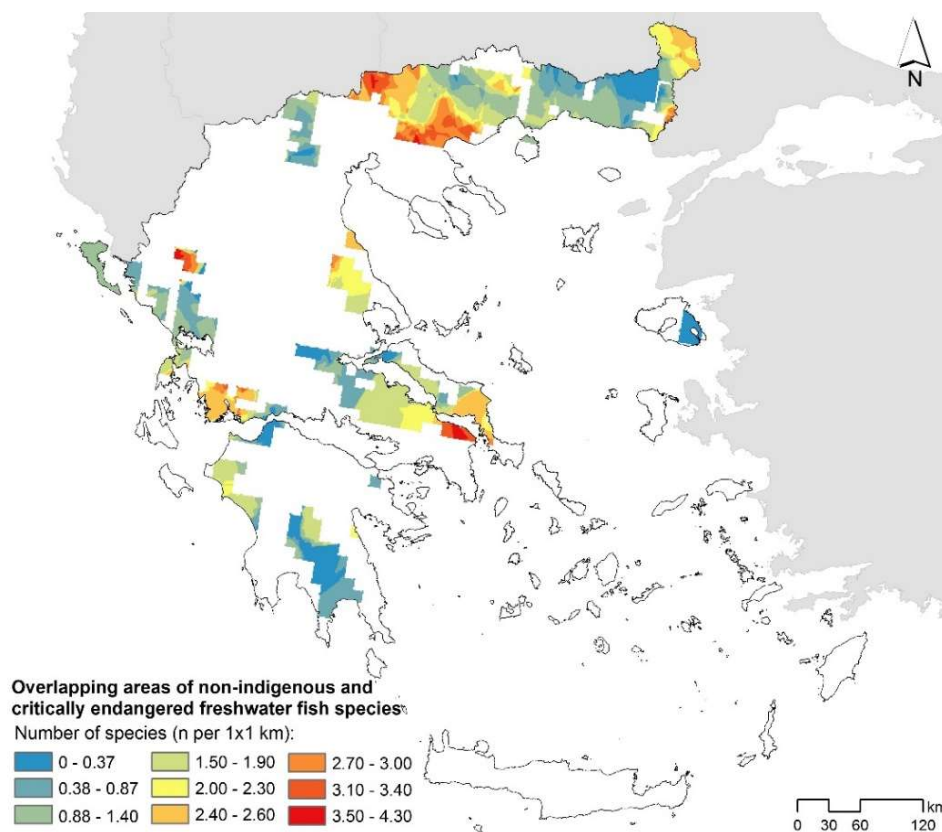 N
Overlapping areas of non-indigenous and
critically endangered freshwater fish species
Number of species (n per 1x1 km):
0 - 0.37
1.50 - 1.90
2.70 - 3.00
0.38 - 0.87
2.00 - 2.30
3.10 - 3.40
0.88 - 1.40
2.40 - 2.60
3.50 - 4.30
km
0 30 60 120